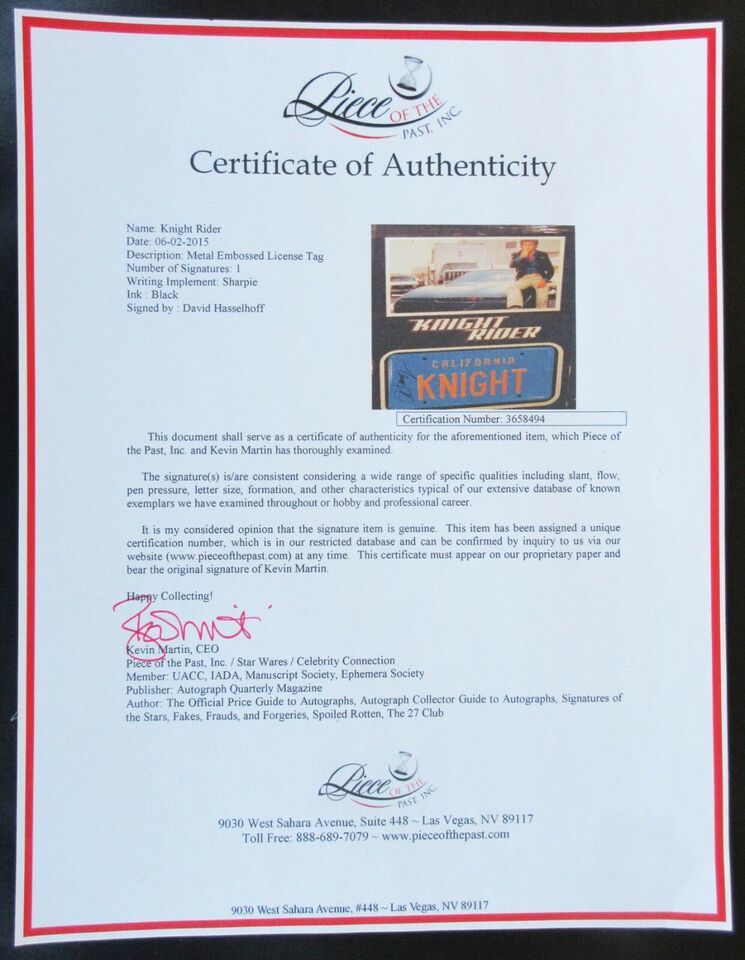 Piece OF THE
PAST, INC.
Certificate of Authenticity
Name: Knight Rider
Date: 06-02-2015
Description: Metal Embossed License Tag
Number of Signatures: 1
Writing Implement: Sharpie
Ink : Black
Signed by : David Hasselhoff
KNIGHT
RIDER
CALIFORNIA
KNIGHT
Certification Number: 3658494
This document shall serve as a certificate of authenticity for the aforementioned item, which Piece of
the Past, Inc. and Kevin Martin has thoroughly examined.
The signature(s) is/are consistent considering a wide range of specific qualities including slant, flow,
pen pressure, letter size, formation, and other characteristics typical of our extensive database of known
exemplars we have examined throughout or hobby and professional career.
It is my considered opinion that the signature item is genuine. This item has been assigned a unique
certification number, which is in our restricted database and can be confirmed by inquiry to us via our
website (www.pieceofthepast.com) at any time. This certificate must appear on our proprietary paper and
bear the original signature of Kevin Martin.
Happy Collecting!
Kevin Martin, CEO
Piece of the Past, Inc. / Star Wares / Celebrity Connection
Member: UACC, IADA, Manuscript Society, Ephemera Society
Publisher: Autograph Quarterly Magazine
Author: The Official Price Guide to Autographs, Autograph Collector Guide to Autographs, Signatures of
the Stars, Fakes, Frauds, and Forgeries, Spoiled Rotten, The 27 Club
Piece OF THE
PAST, INC.
9030 West Sahara Avenue, Suite 448 ~ Las Vegas, NV 89117
Toll Free: 888-689-7079 ~ www.pieceofthepast.com
9030 West Sahara Avenue, #448 ~ Las Vegas, NV 89117